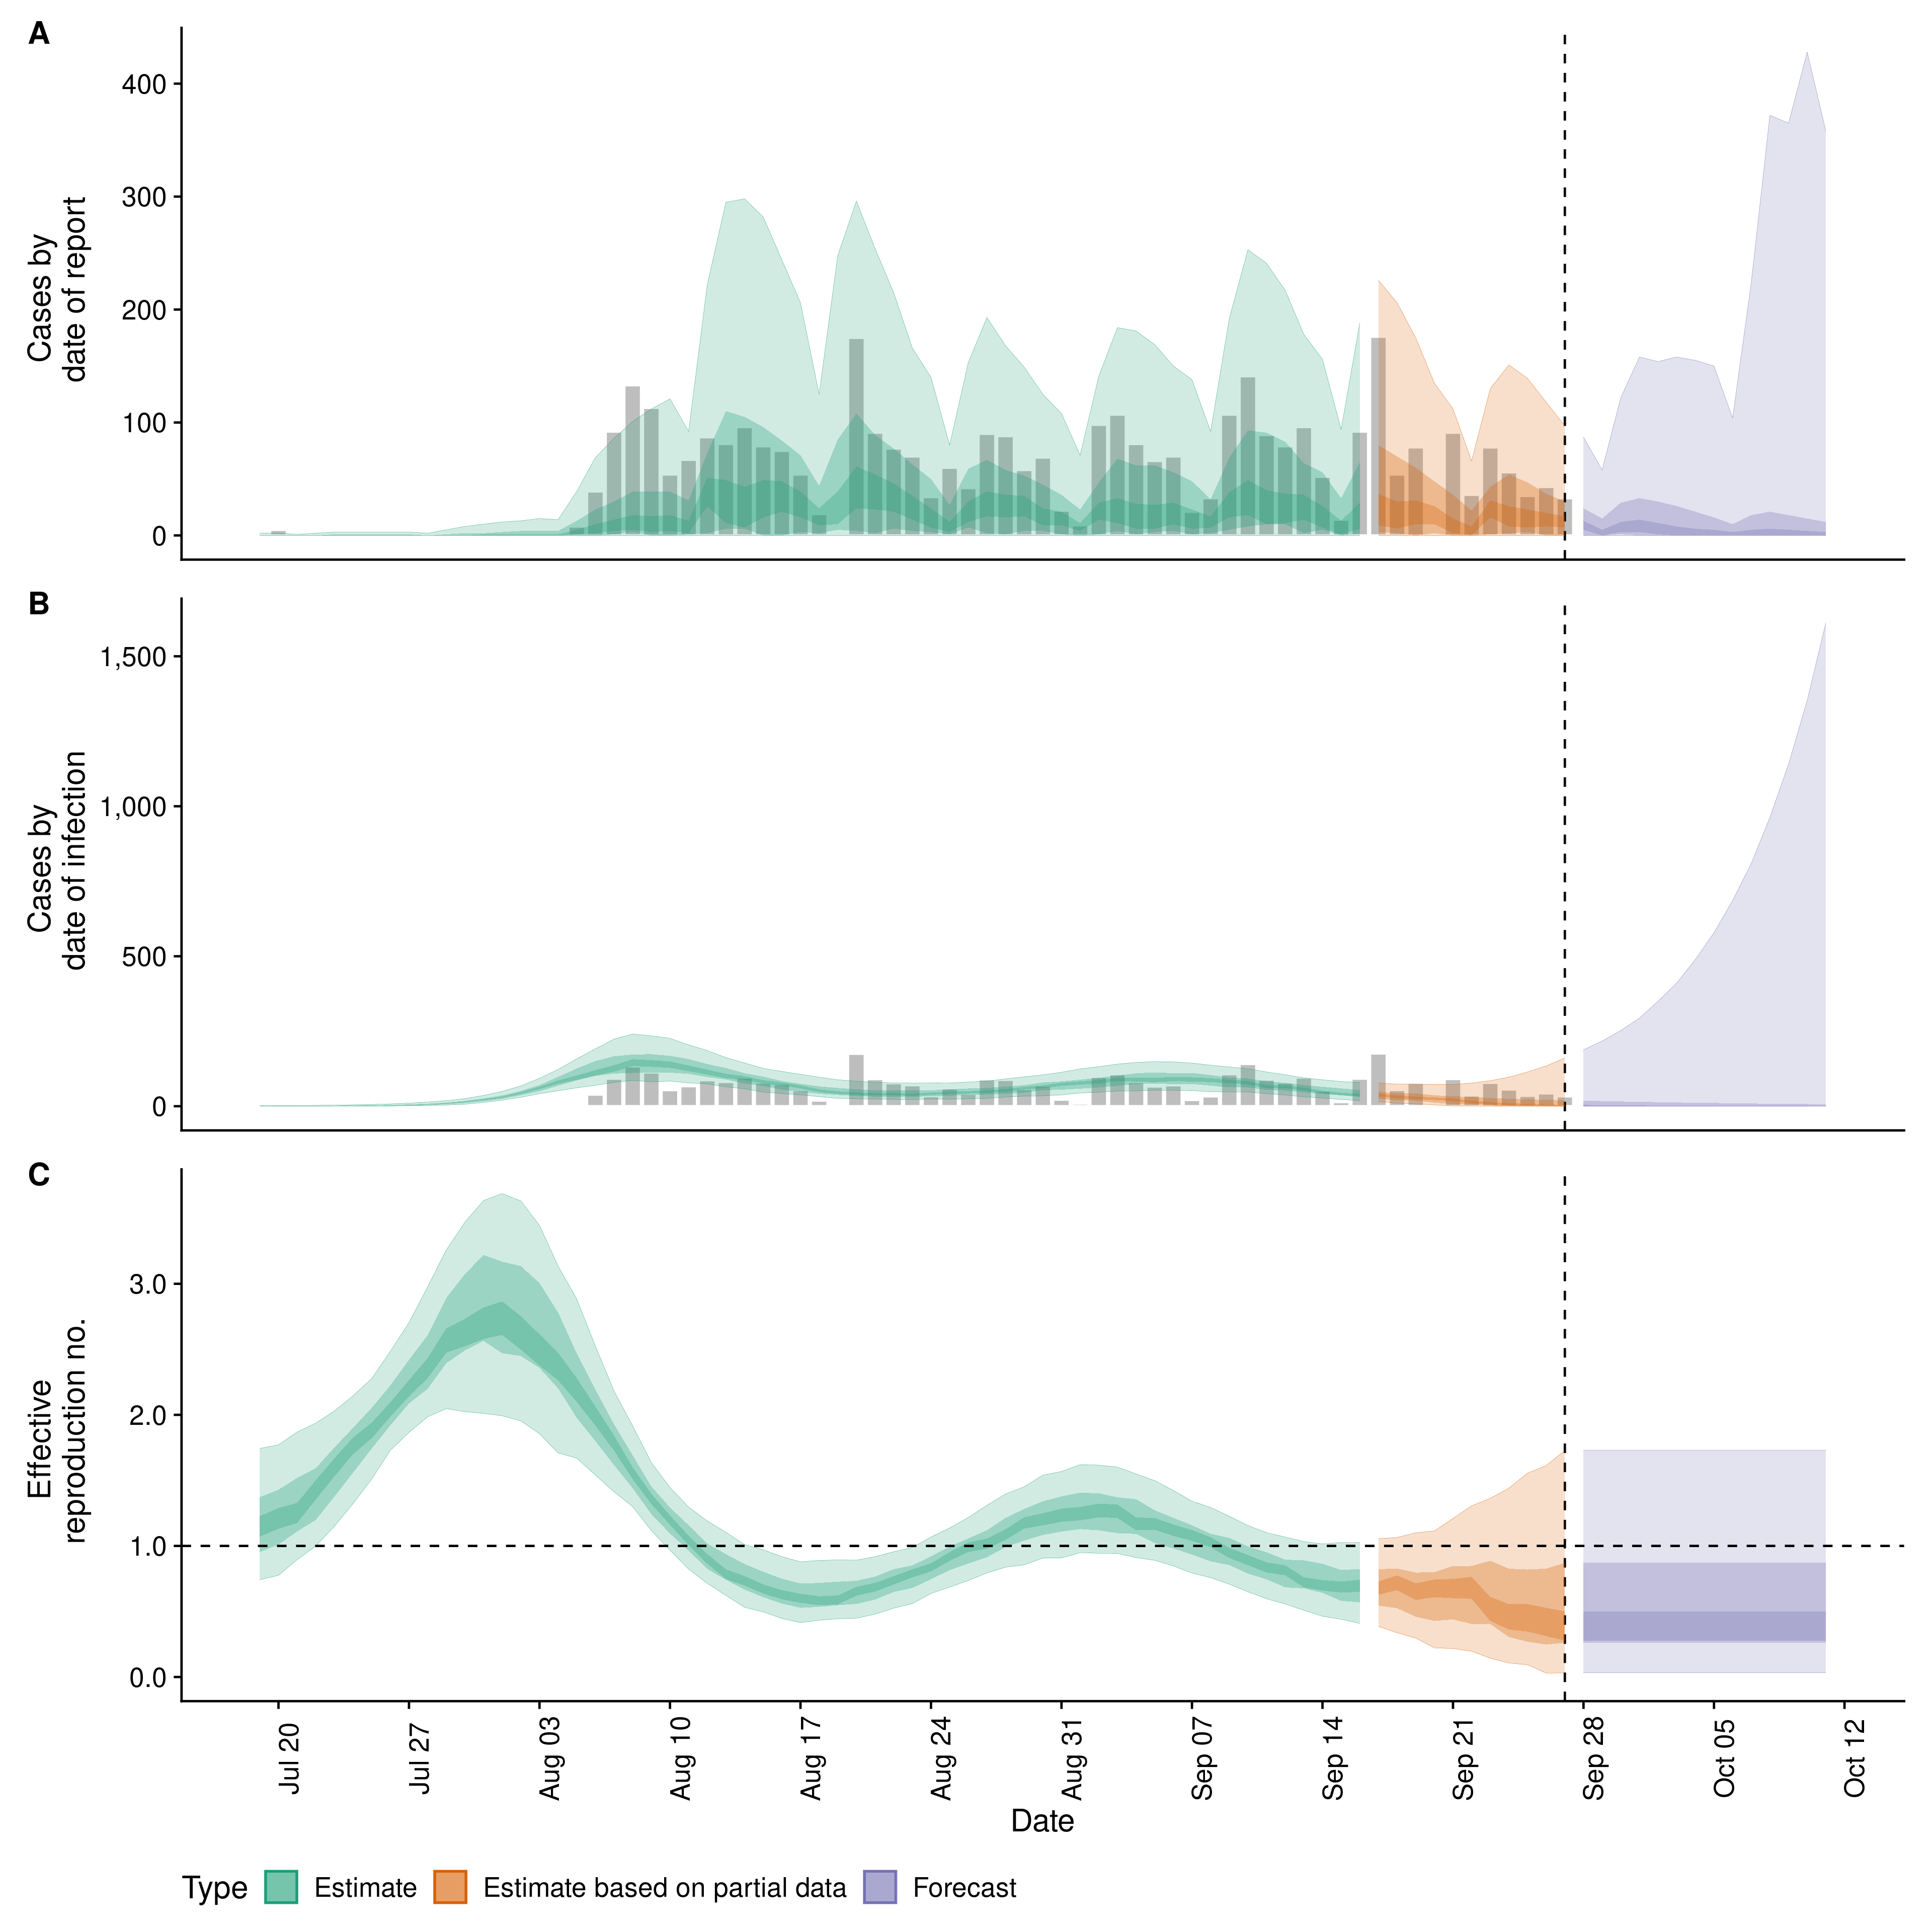 A
Cases by
date of report
400
300
200
100
0
B
Cases by
date of infection
1,500
1,000
500
0
C
Effective
reproduction no.
3.0
2.0
1.0
0.0
Jul 20
Jul 27
Aug 03
Aug 10
Aug 17
Aug 24
Aug 31
Sep 07
Sep 14
Sep 21
Sep 28
Oct 05
Oct 12
Date
Type
Estimate
Estimate based on partial data
Forecast